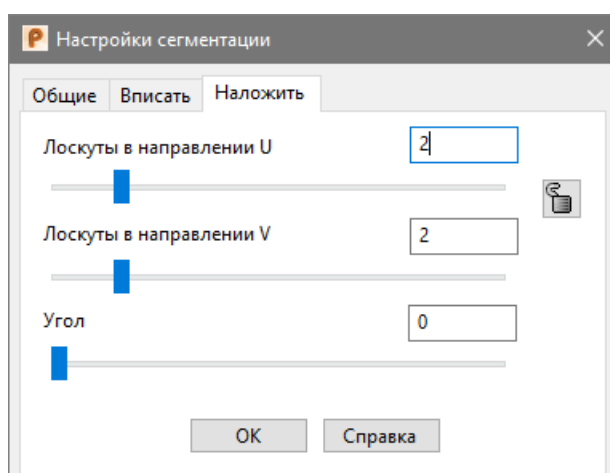 Настройки сегментации
Общие Вписать Наложить
Лоскуты в направлении U 2
Лоскуты в направлении V 2
Угол 0
OK Справка